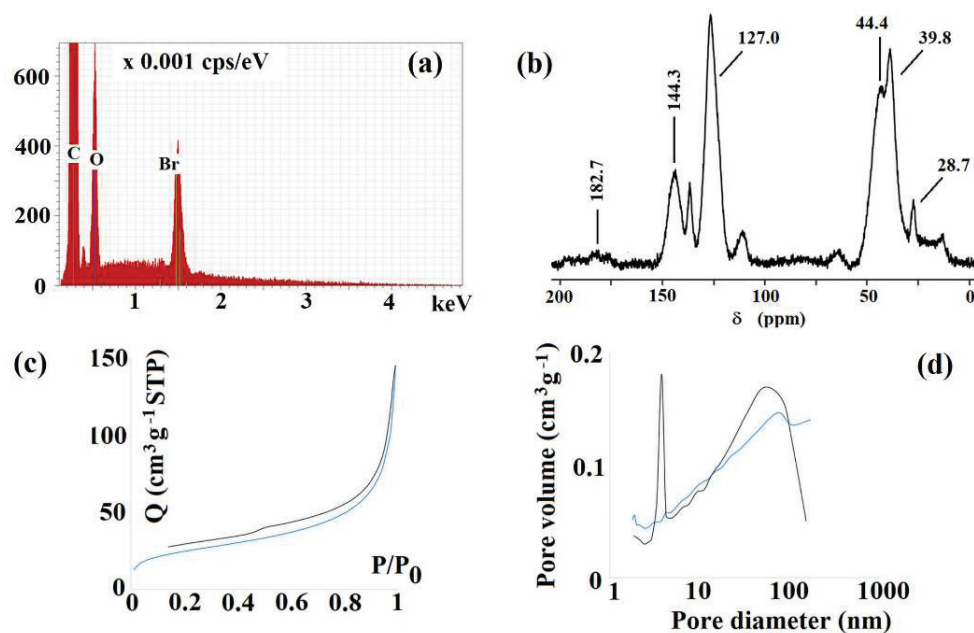 (a)
x 0.001 cps/eV
600
400
200
0
C
O
Br
1
2
3
4
keV
(b)
182.7
144.3
127.0
44.4
39.8
28.7
200
150
100
50
0
δ (ppm)
(c)
Q (cm³g⁻¹STP)
150
100
50
0
P/P₀
0
0.2
0.4
0.6
0.8
1
(d)
Pore volume (cm³g⁻¹)
0.2
0.1
0
1
10
100
1000
Pore diameter (nm)